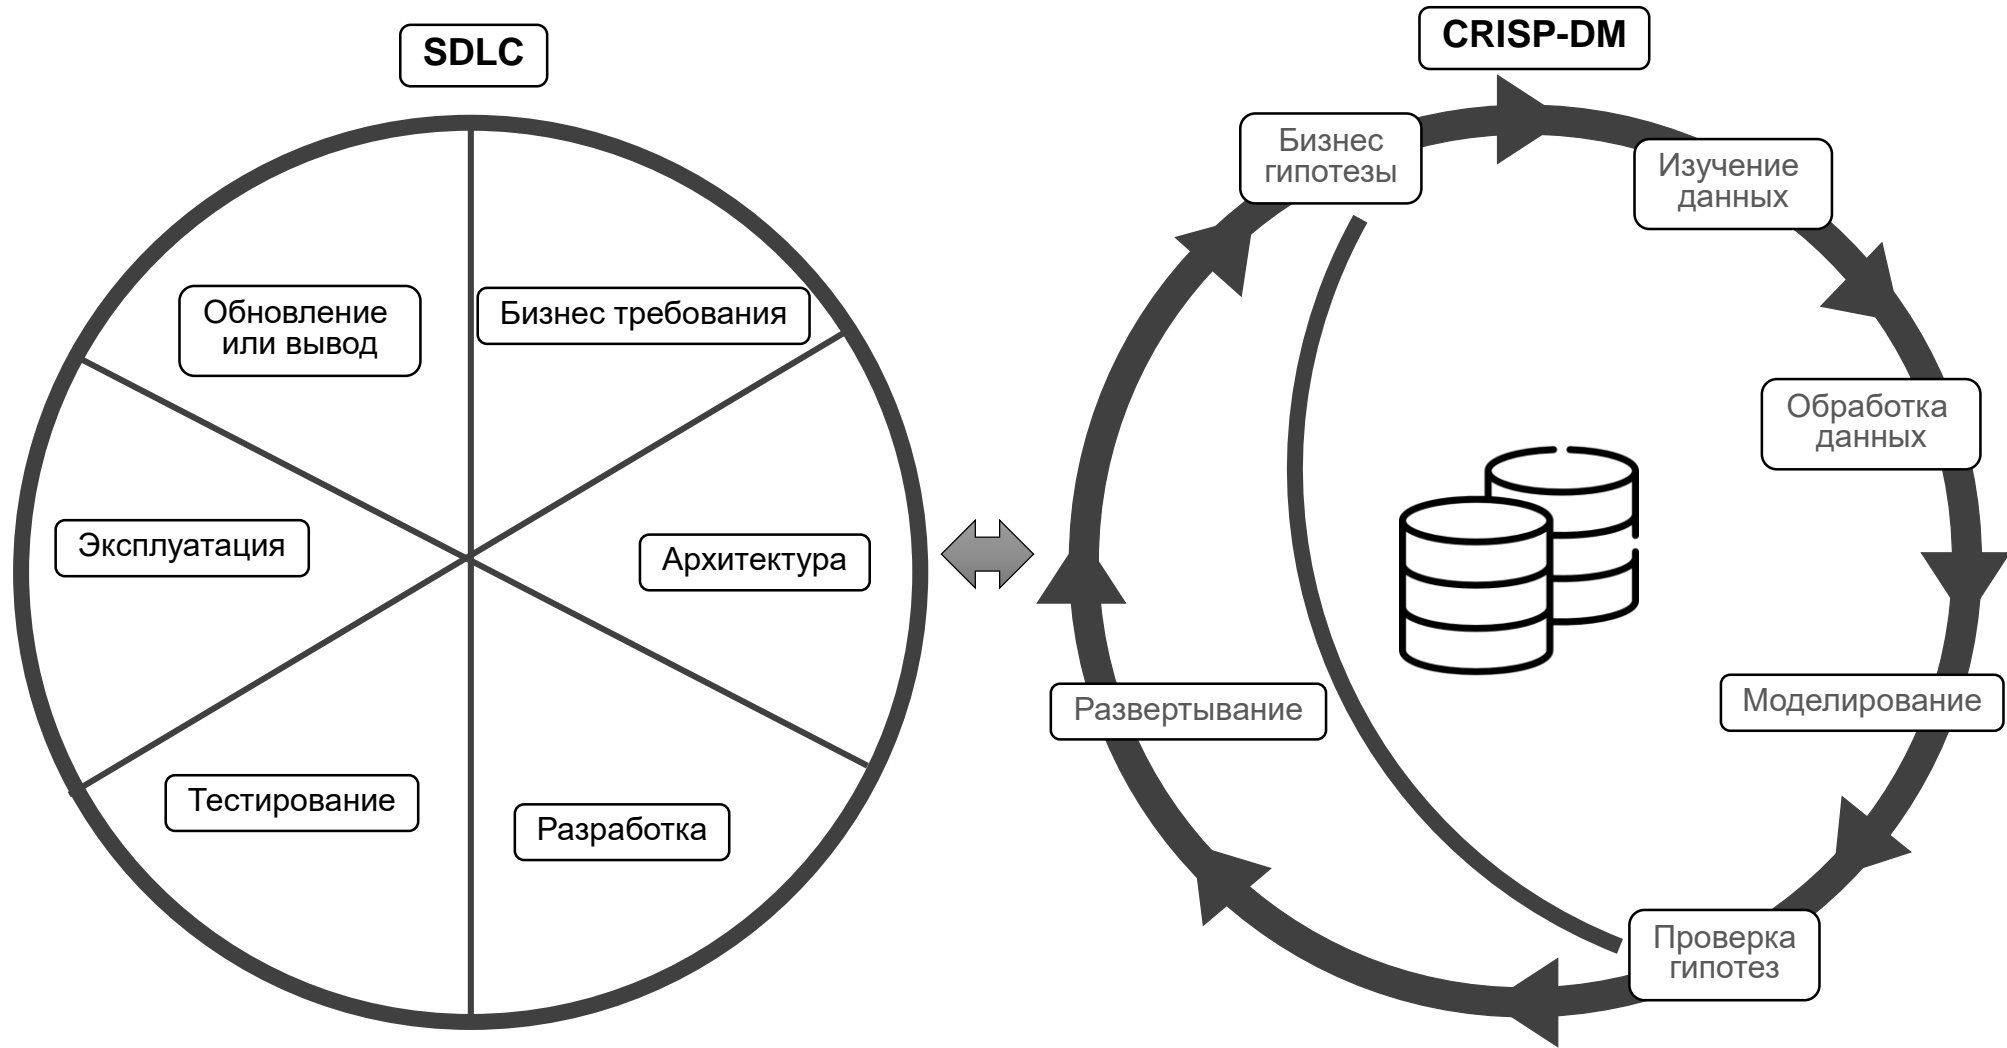 SDLC
Обновление
или вывод
Бизнес требования
Эксплуатация
Архитектура
Тестирование
Разработка
CRISP-DM
Бизнес
гипотезы
Изучение
данных
Обработка
данных
Моделирование
Проверка
гипотез
Развертывание